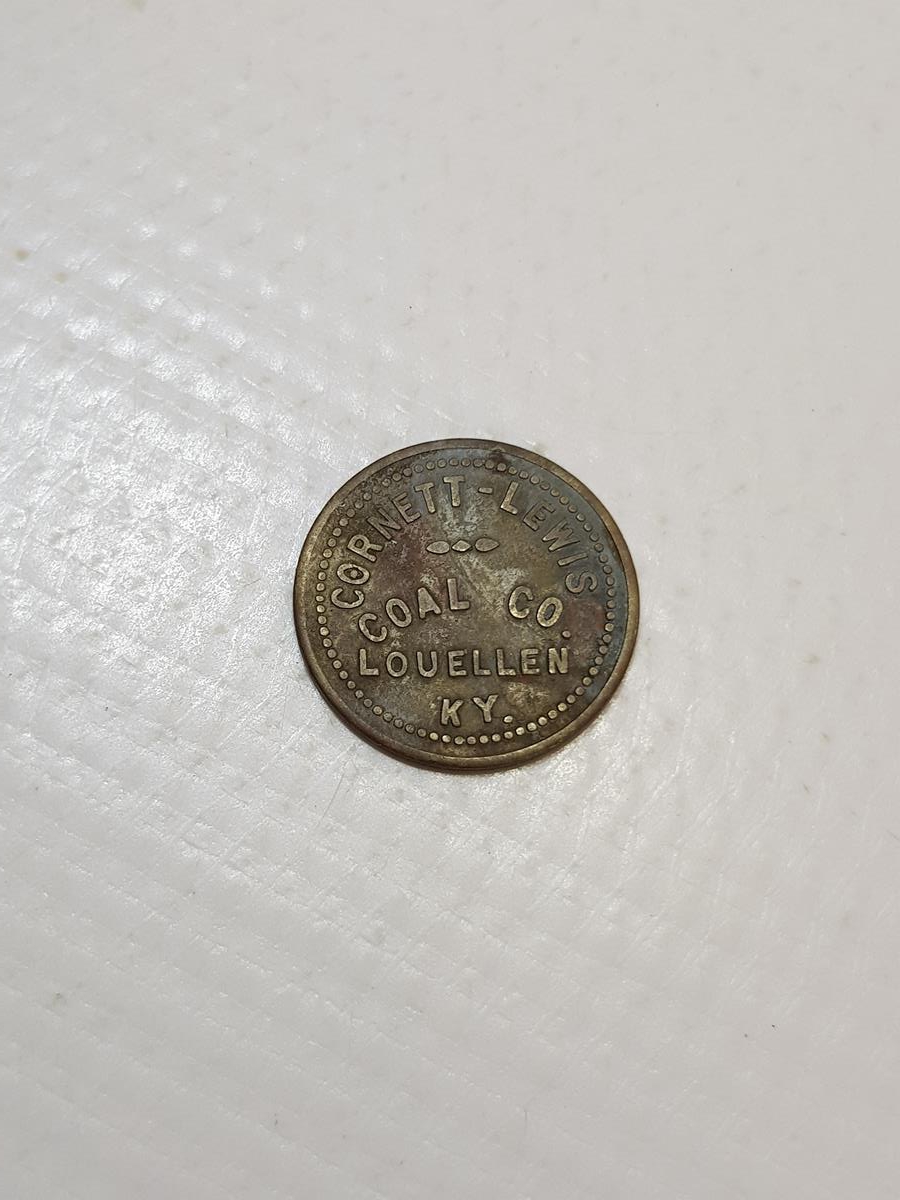 CORNETT-LEWIS
COAL CO.
LOUELLEN
KY.